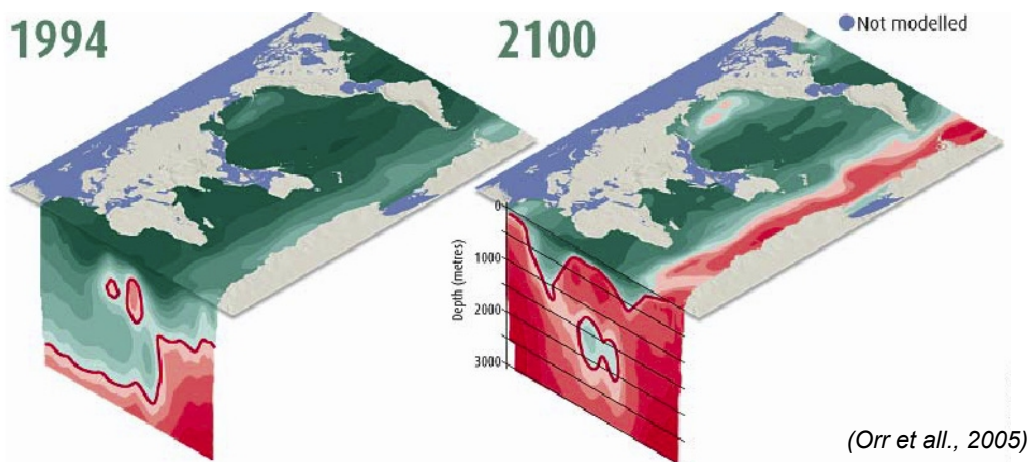 1994
2100
Not modelled
0
1000
2000
3000
Depth (metres)
(Orr et all., 2005)